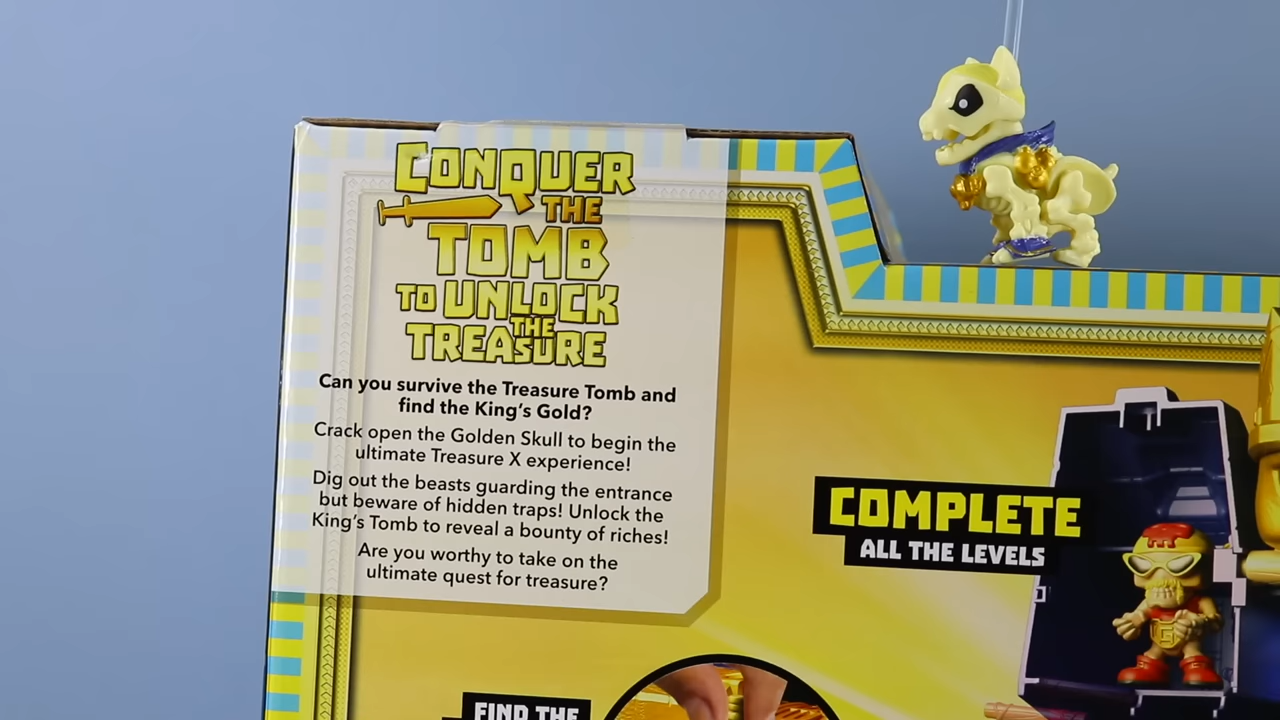 CONQUER
THE
TOMB
TO UNLOCK
THE
TREASURE
Can you survive the Treasure Tomb and
find the King's Gold?
Crack open the Golden Skull to begin the
ultimate Treasure X experience!
Dig out the beasts guarding the entrance
but beware of hidden traps! Unlock the
King's Tomb to reveal a bounty of riches!
Are you worthy to take on the
ultimate quest for treasure?
COMPLETE
ALL THE LEVELS
G
FIND THE